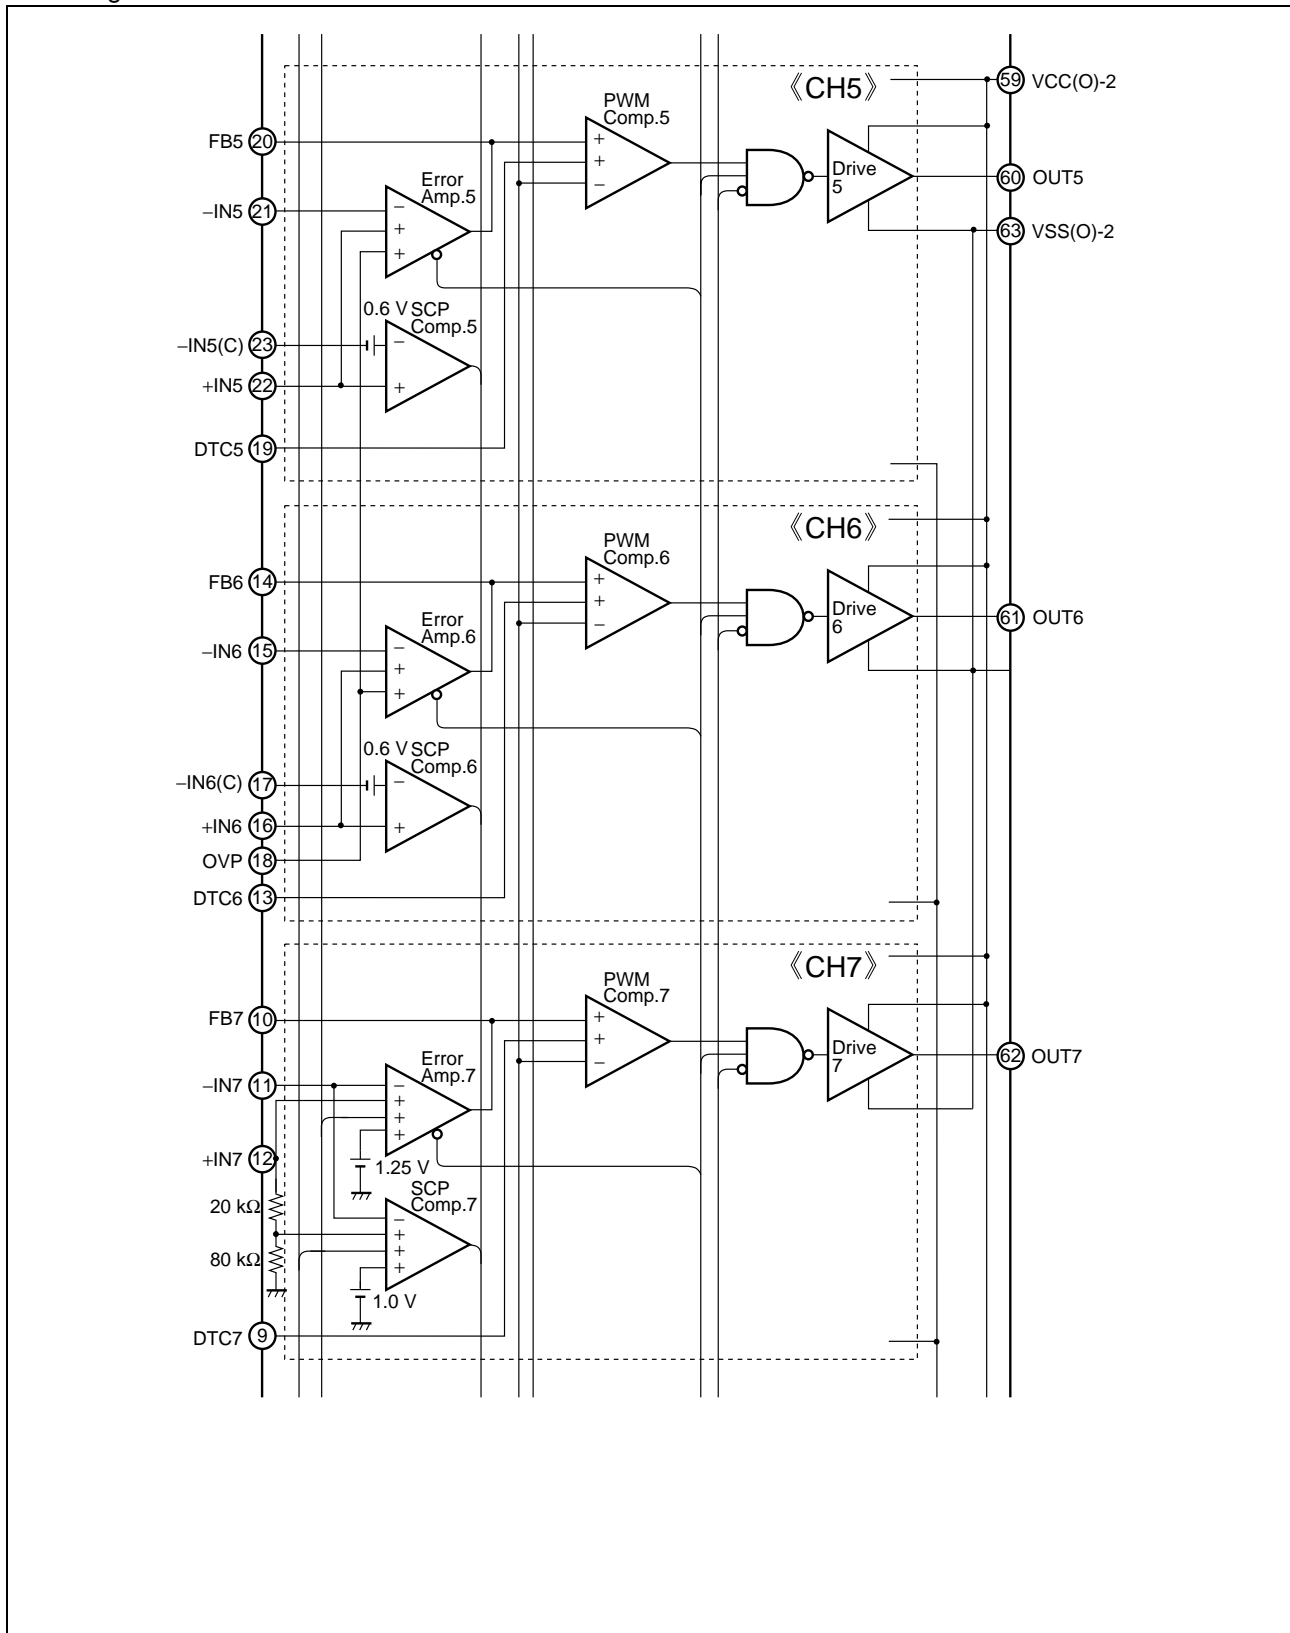 《CH5》
59 VCC(O)-2
PWM
Comp.5
FB5 20
+
+
−
Drive
5
60 OUT5
Error
Amp.5
−IN5 21
−
+
+
63 VSS(O)-2
0.6 V SCP
Comp.5
−IN5(C) 23
−
+IN5 22
+
DTC5 19
《CH6》
PWM
Comp.6
FB6 14
+
+
−
Drive
6
61 OUT6
Error
Amp.6
−IN6 15
−
+
+
0.6 V SCP
Comp.6
−IN6(C) 17
−
+IN6 16
+
OVP 18
DTC6 13
《CH7》
PWM
Comp.7
FB7 10
+
+
−
Drive
7
62 OUT7
Error
Amp.7
−IN7 11
−
+
+
+
+IN7 12
1.25 V
20 kΩ
SCP
Comp.7
−
+
+
+
80 kΩ
1.0 V
DTC7 9